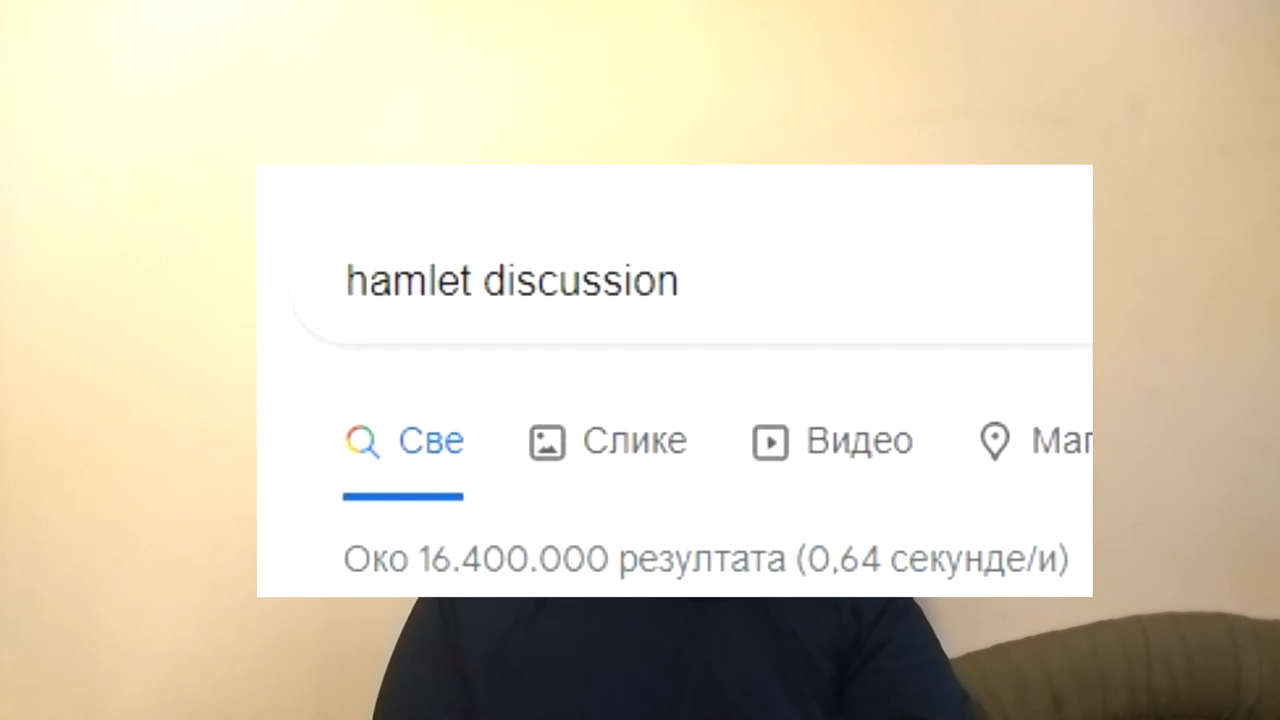 hamlet discussion
Све Слике Видео
Око 16.400.000 резултата (0,64 секунде/и)